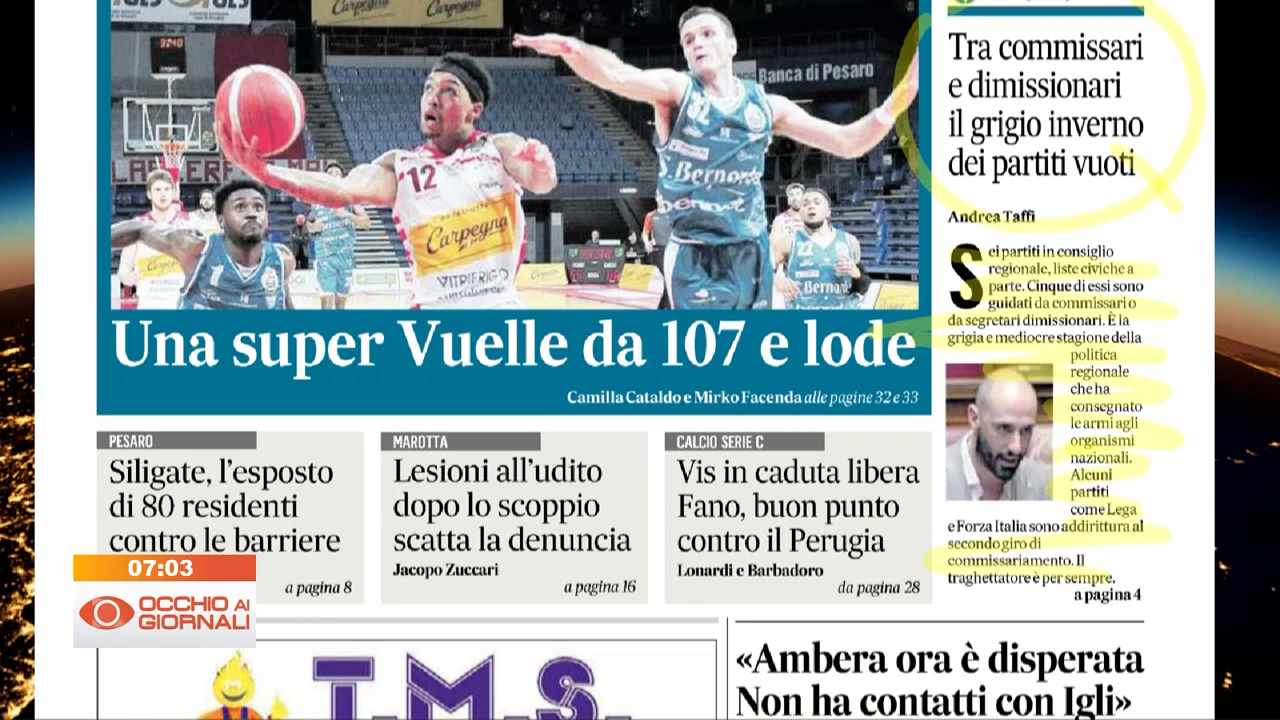 Carpegna
Banca di Pesaro
12
Carpegna
VITRIFRIGO
S.Bernardo
1
Una super Vuelle da 107 e lode
Camilla Cataldo e Mirko Facenda alle pagine 32 e 33
Tra commissari
e dimissionari
il grigio inverno
dei partiti vuoti
Andrea Taffi
Sei partiti in consiglio
regionale, liste civiche a
parte. Cinque di essi sono
guidati da commissari o
da segretari dimissionari. È la
grigia e mediocre stagione della
politica
regionale
che ha
consegnato
le armi agli
organismi
nazionali.
Alcuni
partiti
come Lega
e Forza Italia sono addirittura al
secondo giro di
commissariamento. Il
traghettatore è per sempre.
a pagina 4
PESARO
Siligate, l'esposto
di 80 residenti
contro le barriere
a pagina 8
MAROTTA
Lesioni all'udito
dopo lo scoppio
scatta la denuncia
Jacopo Zuccari
a pagina 16
CALCIO SERIE C
Vis in caduta libera
Fano, buon punto
contro il Perugia
Lonardi e Barbadoro
da pagina 28
07:03
OCCHIO AI
GIORNALI
T.M.S.
«Ambera ora è disperata
Non ha contatti con Igli»